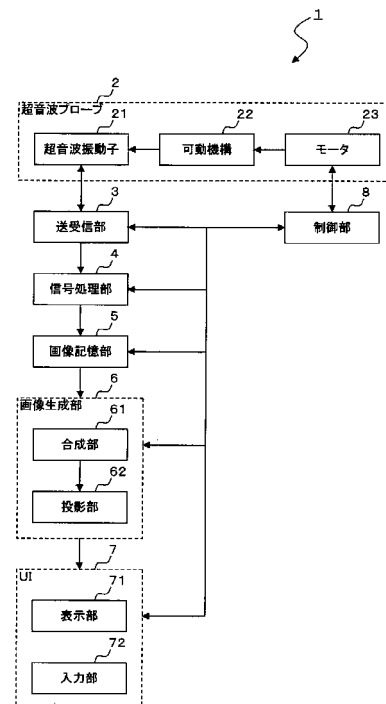 1
2
超音波プローブ
21
22
23
超音波振動子
可動機構
モータ
3
8
送受信部
制御部
4
信号処理部
5
画像記憶部
6
画像生成部
61
合成部
62
投影部
7
UI
71
表示部
72
入力部